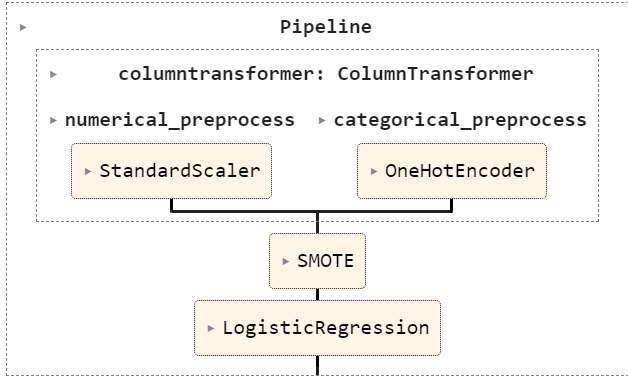 Pipeline
columntransformer: ColumnTransformer
numerical_preprocess categorical_preprocess
StandardScaler OneHotEncoder
SMOTE
LogisticRegression